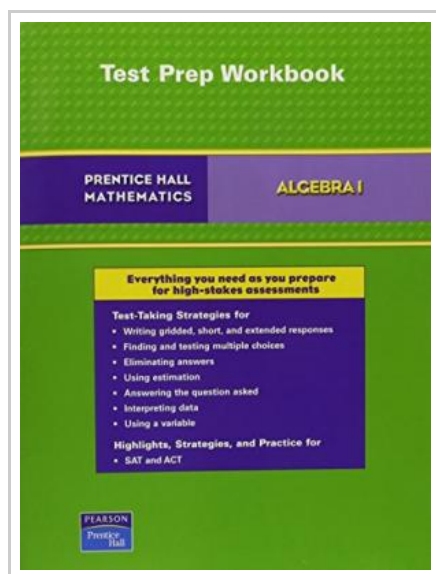 Test Prep Workbook
PRENTICE HALL
MATHEMATICS
ALGEBRA 1
Everything you need as you prepare
for high-stakes assessments
Test-Taking Strategies for
• Writing gridded, short, and extended responses
• Finding and testing multiple choices
• Eliminating answers
• Using estimation
• Answering the question asked
• Interpreting data
• Using a variable
Highlights, Strategies, and Practice for
• SAT and ACT
PEARSON
Prentice
Hall